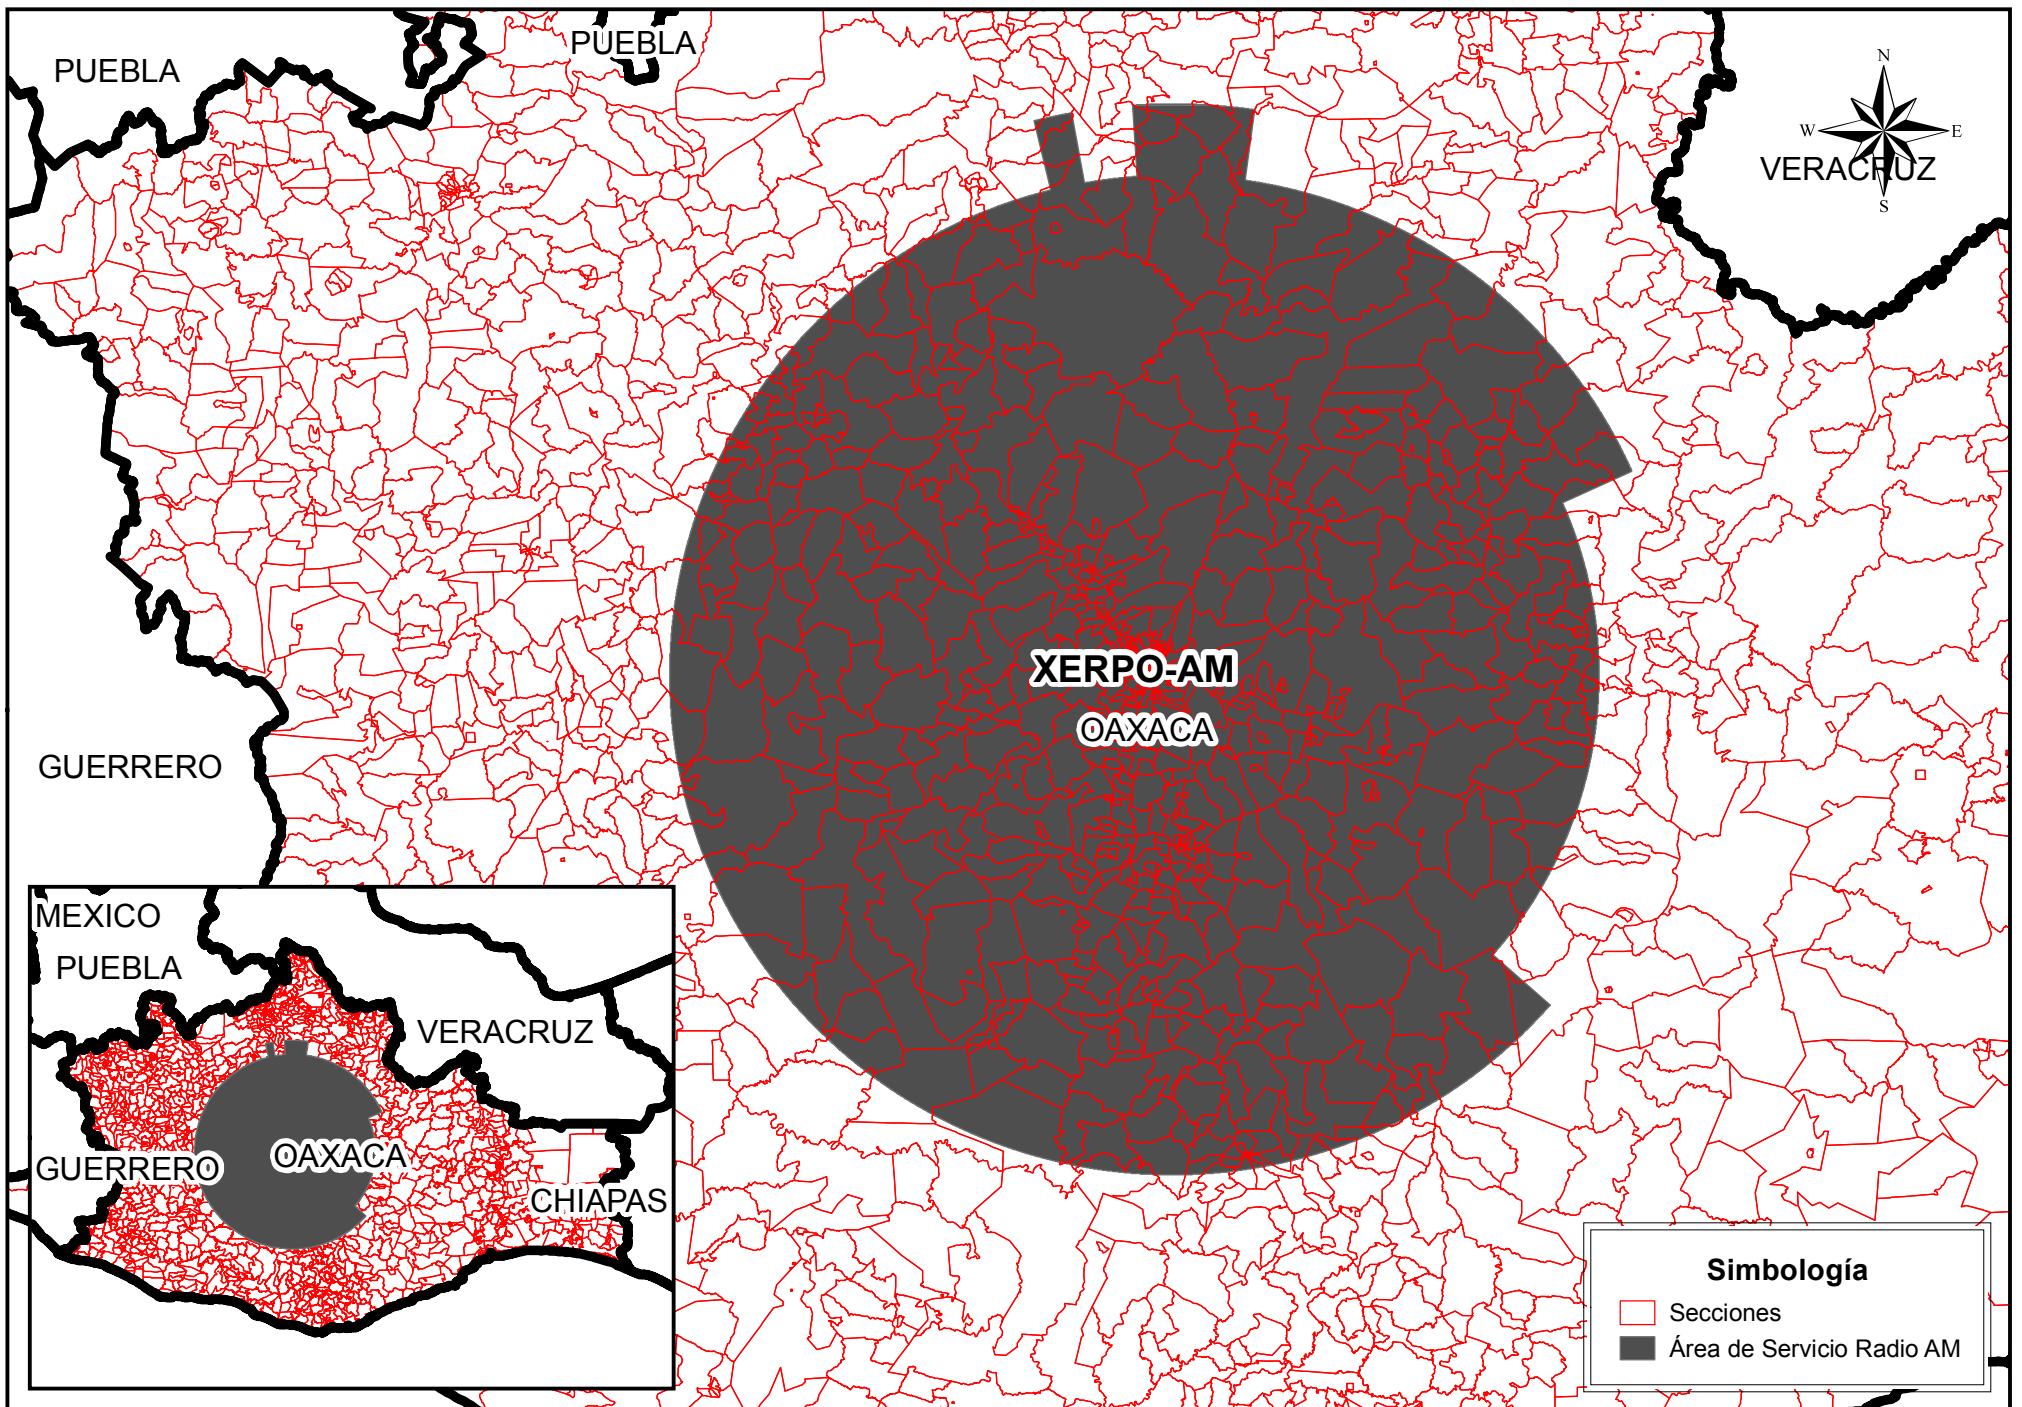 PUEBLA
PUEBLA
N
W
E
S
VERACRUZ
XERPO-AM
OAXACA
GUERRERO
MEXICO
PUEBLA
VERACRUZ
GUERRERO
OAXACA
CHIAPAS
Simbología
Secciones
Área de Servicio Radio AM